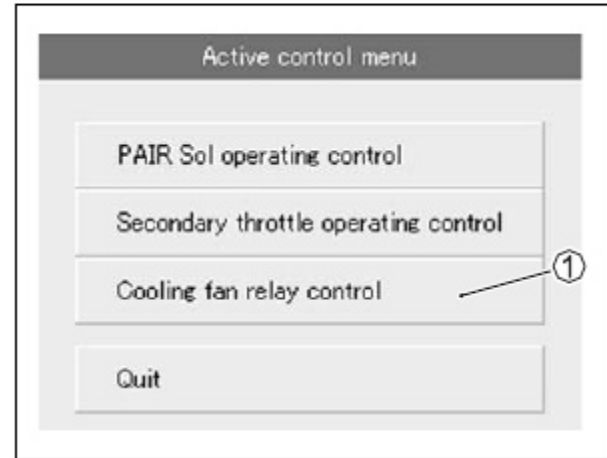 Active control menu
PAIR Sol operating control
Secondary throttle operating control
Cooling fan relay control
①
Quit